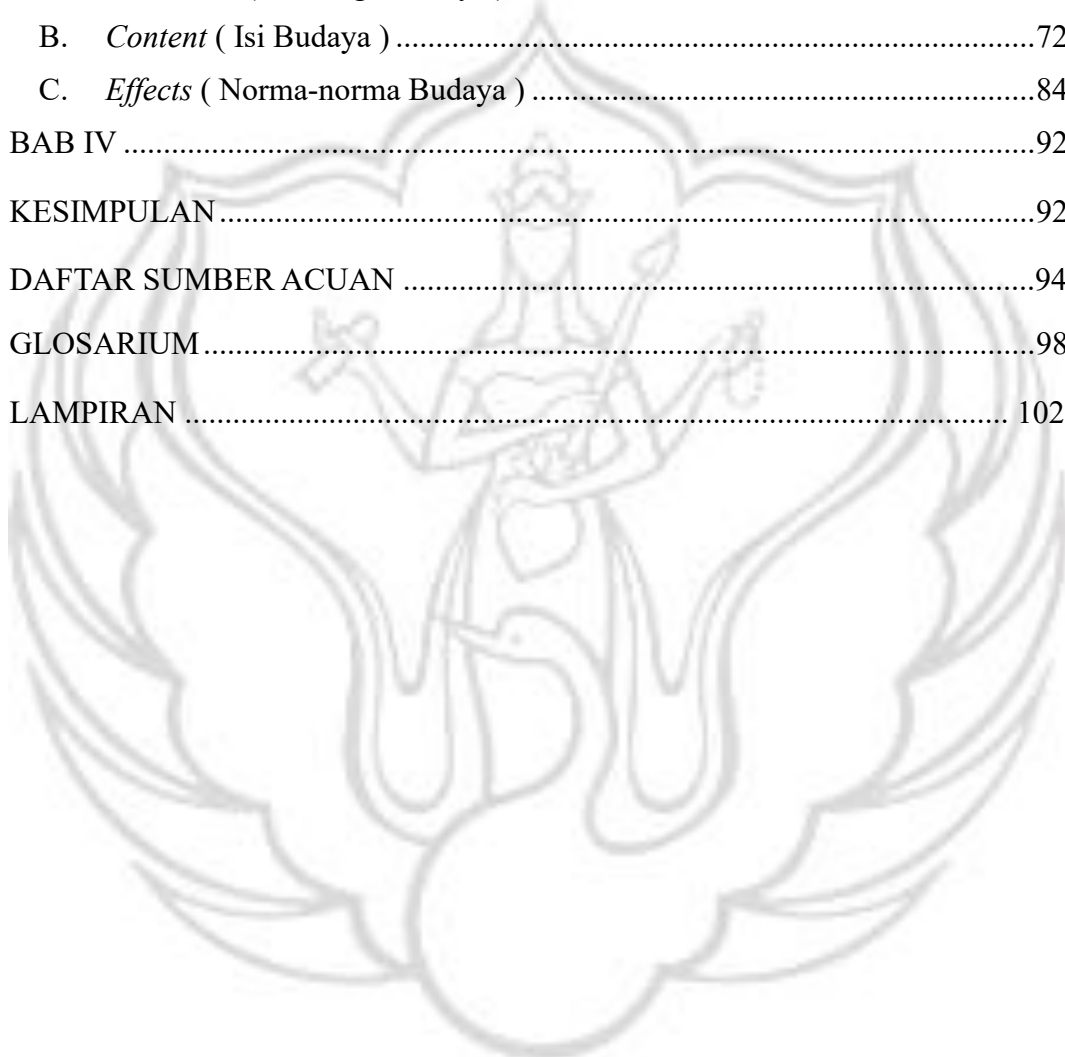 B. Content ( Isi Budaya ) ..................................................................................72
C. Effects ( Norma-norma Budaya ) .................................................................84
BAB IV .....................................................................................................................92
KESIMPULAN.........................................................................................................92
DAFTAR SUMBER ACUAN .................................................................................94
GLOSARIUM...........................................................................................................98
LAMPIRAN .......................................................................................................... 102